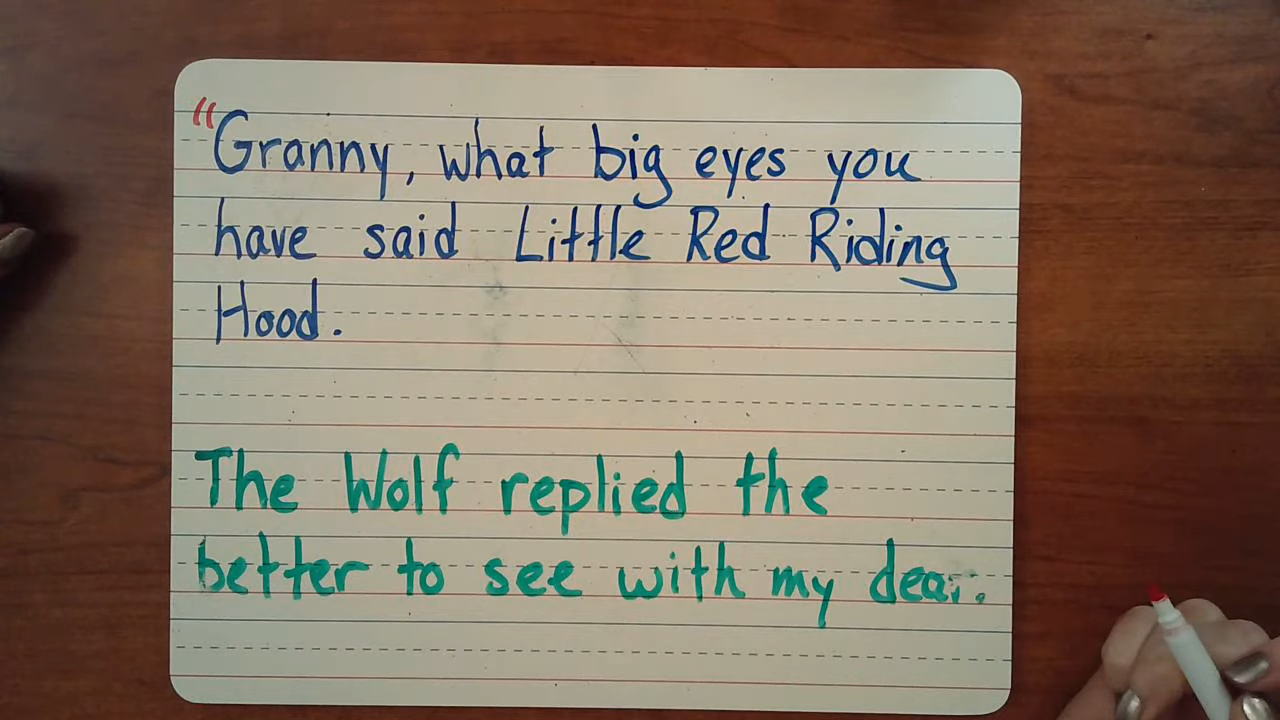 "Granny, what big eyes you
have said Little Red Riding
Hood.
The Wolf replied the
better to see with my dear.